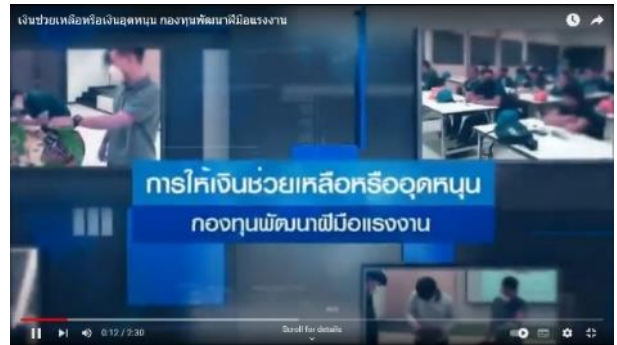 เงินช่วยเหลือหรือเงินอุดหนุน กองทุนพัฒนาฝีมือแรงงาน
การให้เงินช่วยเหลือหรืออุดหนุน
กองทุนพัฒนาฝีมือแรงงาน
0:12 / 2:30
Scroll for details